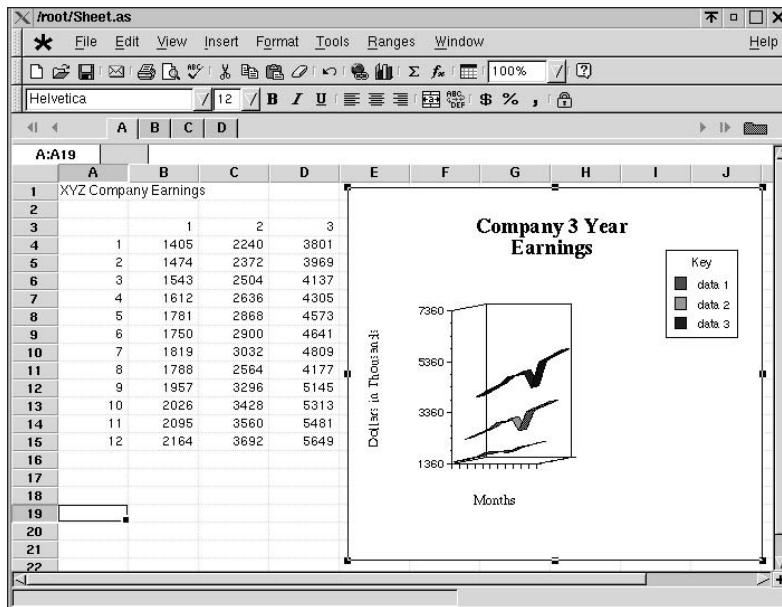 /root/Sheet.as
File Edit View Insert Format Tools Ranges Window Help
ABC Σ fx 100% ?
Helvetica 12 B I U ABC DEF $ % ,
A B C D
A:A19
A B C D E F G H I J
1 XYZ Company Earnings
2
3 1 2 3
4 1 1405 2240 3801
5 2 1474 2372 3969
6 3 1543 2504 4137
7 4 1612 2636 4305
8 5 1781 2868 4573
9 6 1750 2900 4641
10 7 1819 3032 4809
11 8 1788 2564 4177
12 9 1957 3296 5145
13 10 2026 3428 5313
14 11 2095 3560 5481
15 12 2164 3692 5649
16
17
18
19
20
21
22
Company 3 Year
Earnings
Key
data 1
data 2
data 3
7360
5360
3360
1360
Dollars in Thousands
Months